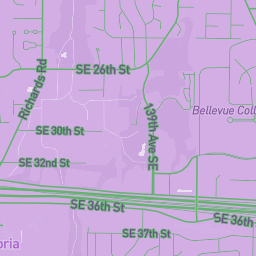 SE 26th St
Richards Rd
139th Ave SE
Bellevue Coll
SE 30th St
SE 32nd St
SE 36th St
SE 36th
SE 37th St
oria